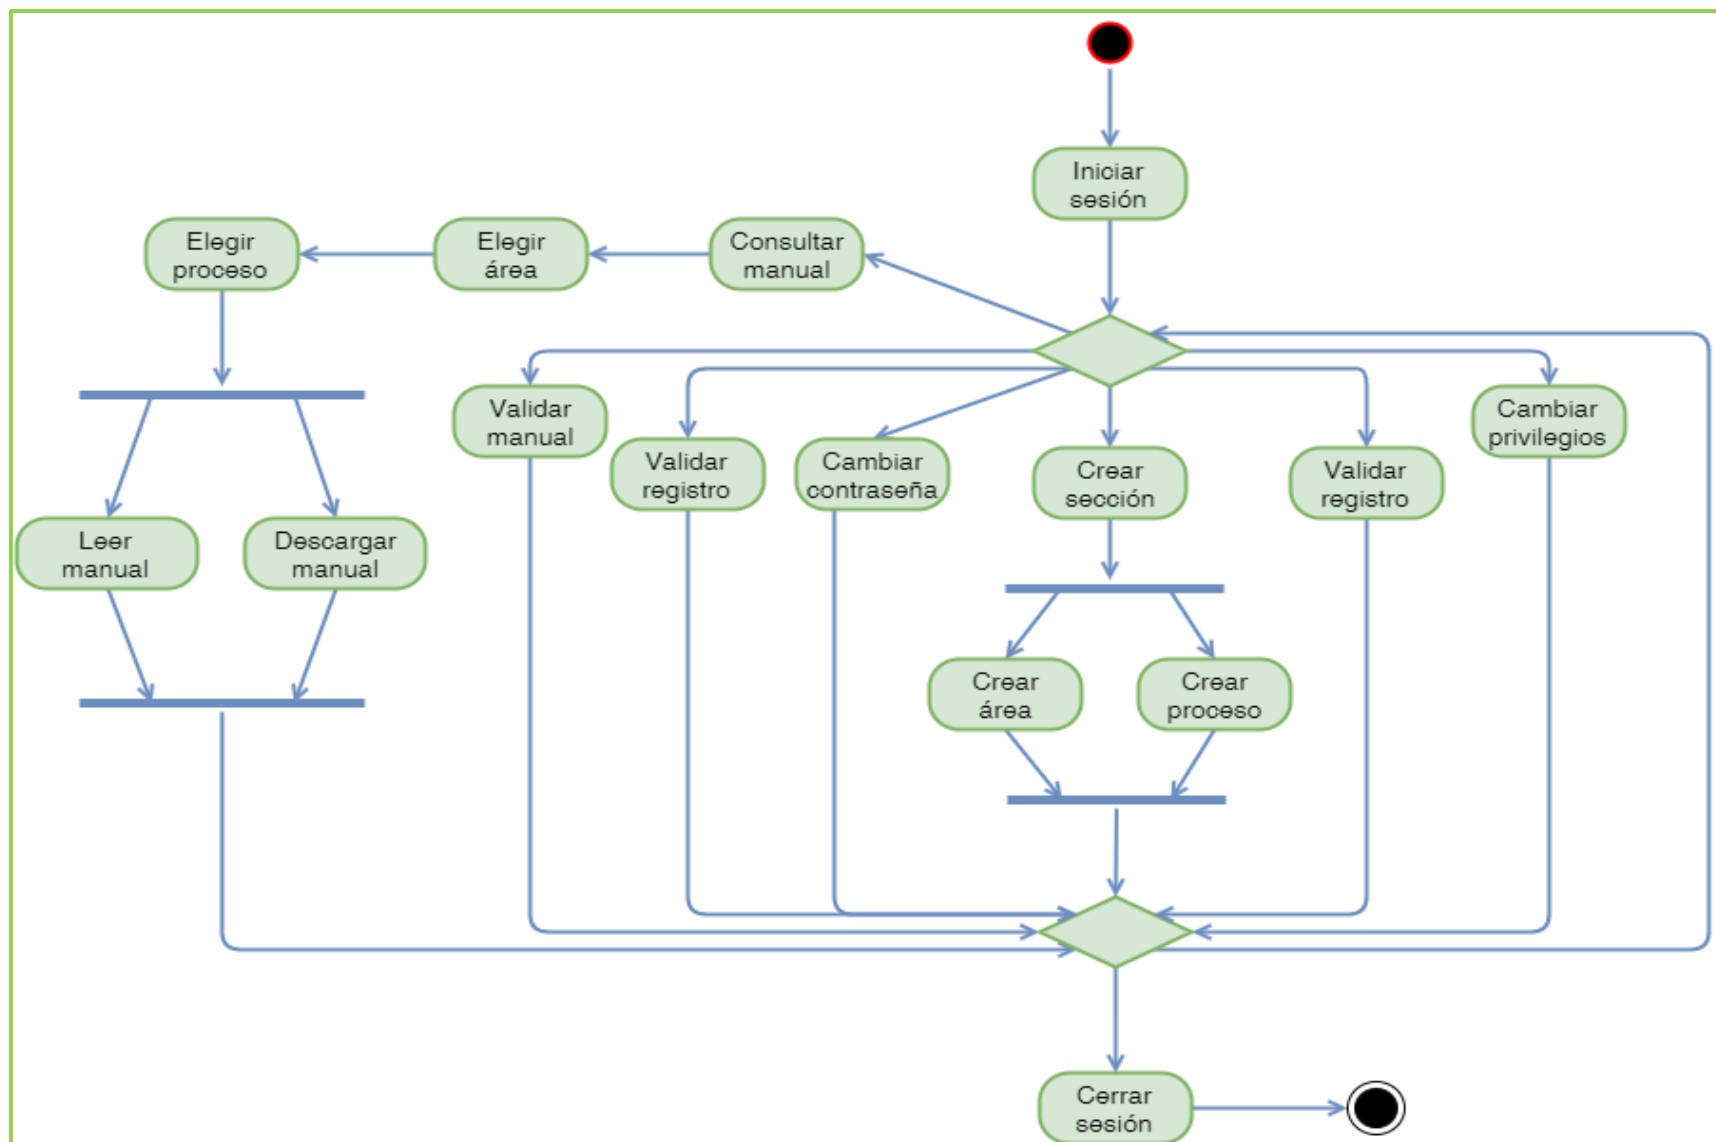 Iniciar
sesión
Elegir
proceso
Elegir
área
Consultar
manual
Validar
manual
Validar
registro
Cambiar
contraseña
Crear
sección
Validar
registro
Cambiar
privilegios
Leer
manual
Descargar
manual
Crear
área
Crear
proceso
Cerrar
sesión